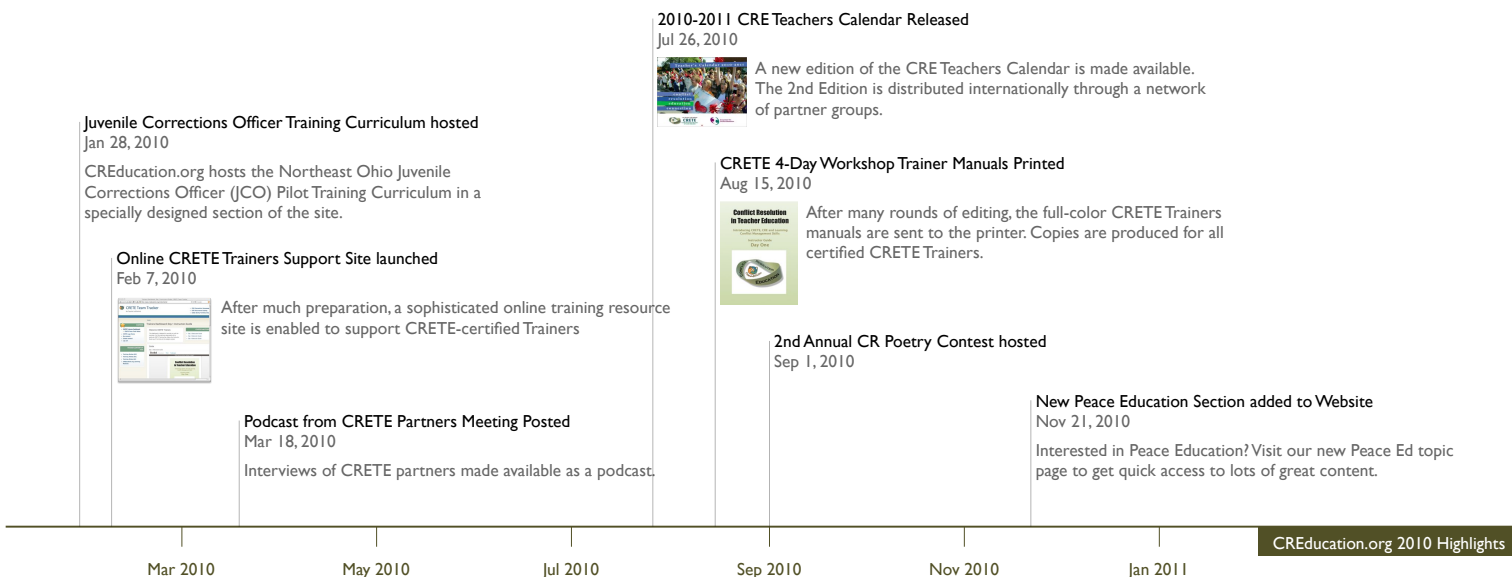 2010-2011 CRE Teachers Calendar Released
Jul 26, 2010
A new edition of the CRE Teachers Calendar is made available.
The 2nd Edition is distributed internationally through a network
of partner groups.
Juvenile Corrections Officer Training Curriculum hosted
Jan 28, 2010
CREducation.org hosts the Northeast Ohio Juvenile
Corrections Officer (JCO) Pilot Training Curriculum in a
specially designed section of the site.
CRETE 4-Day Workshop Trainer Manuals Printed
Aug 15, 2010
Conflict Resolution
in Teacher Education
Day One
EDUCATION
After many rounds of editing, the full-color CRETE Trainers
manuals are sent to the printer. Copies are produced for all
certified CRETE Trainers.
Online CRETE Trainers Support Site launched
Feb 7, 2010
After much preparation, a sophisticated online training resource
site is enabled to support CRETE-certified Trainers
2nd Annual CR Poetry Contest hosted
Sep 1, 2010
Podcast from CRETE Partners Meeting Posted
Mar 18, 2010
Interviews of CRETE partners made available as a podcast.
New Peace Education Section added to Website
Nov 21, 2010
Interested in Peace Education? Visit our new Peace Ed topic
page to get quick access to lots of great content.
CREducation.org 2010 Highlights
Mar 2010
May 2010
Jul 2010
Sep 2010
Nov 2010
Jan 2011